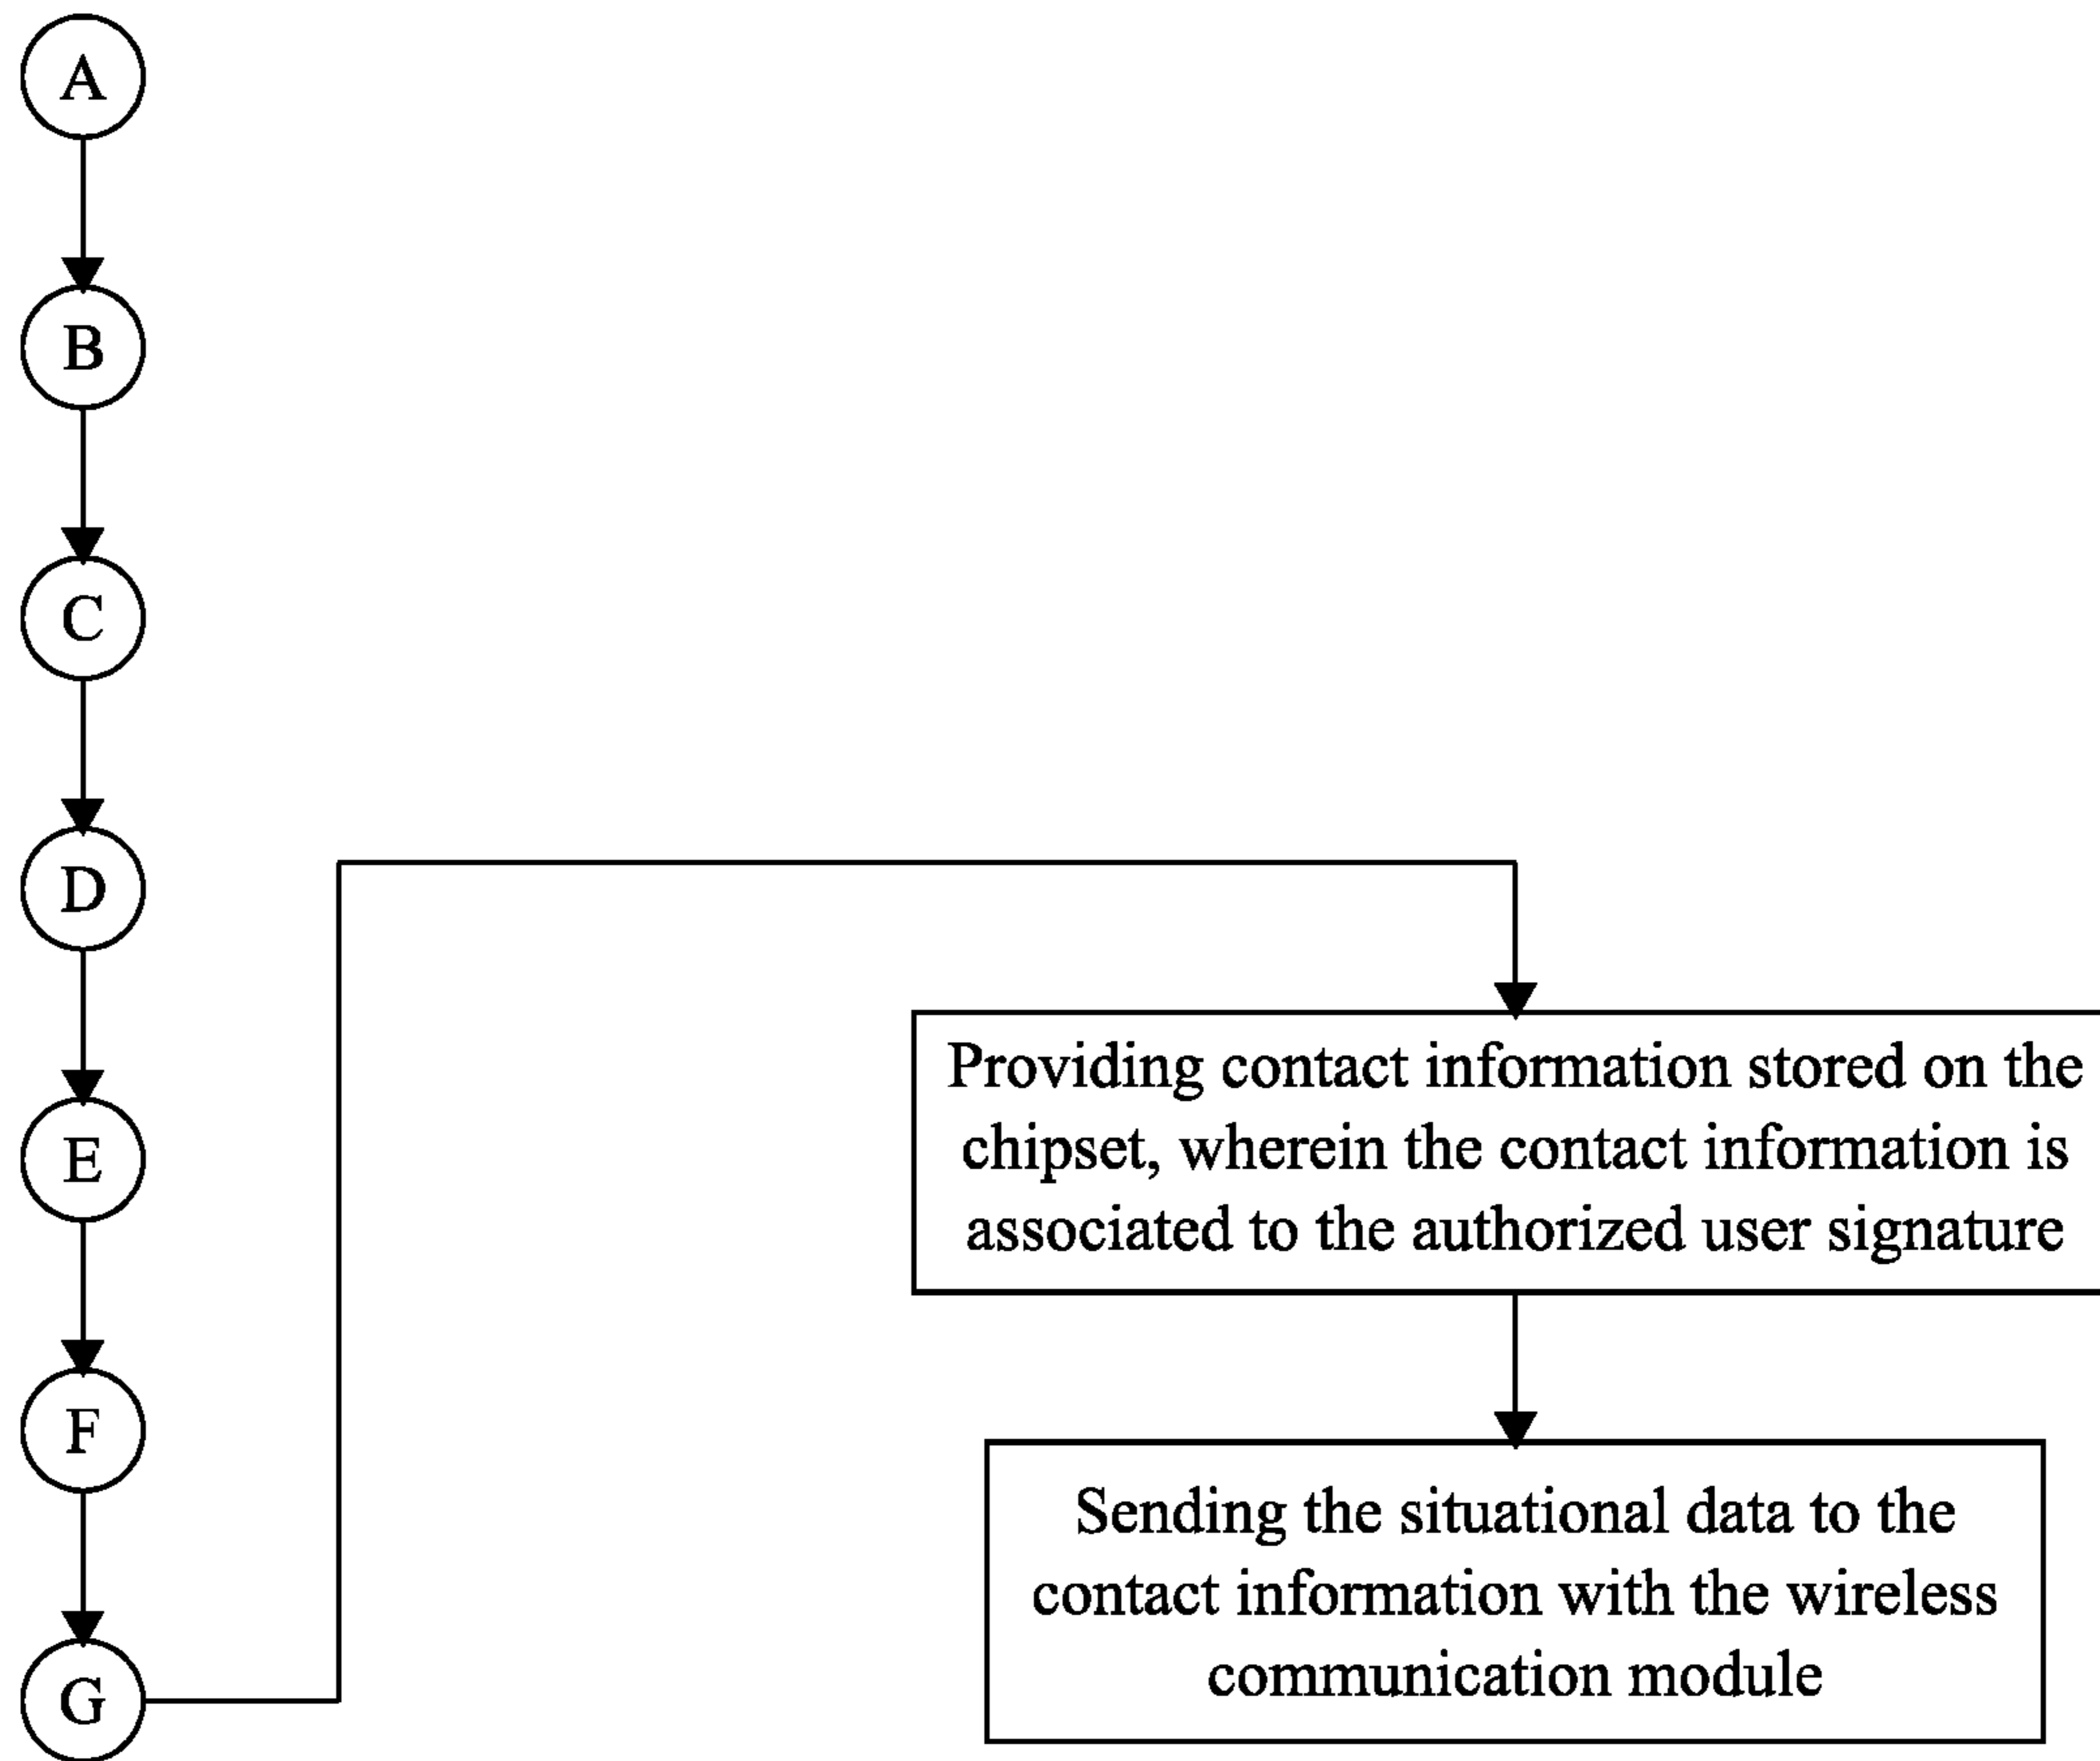 A
B
C
D
E
F
G
Providing contact information stored on the
chipset, wherein the contact information is
associated to the authorized user signature
Sending the situational data to the
contact information with the wireless
communication module